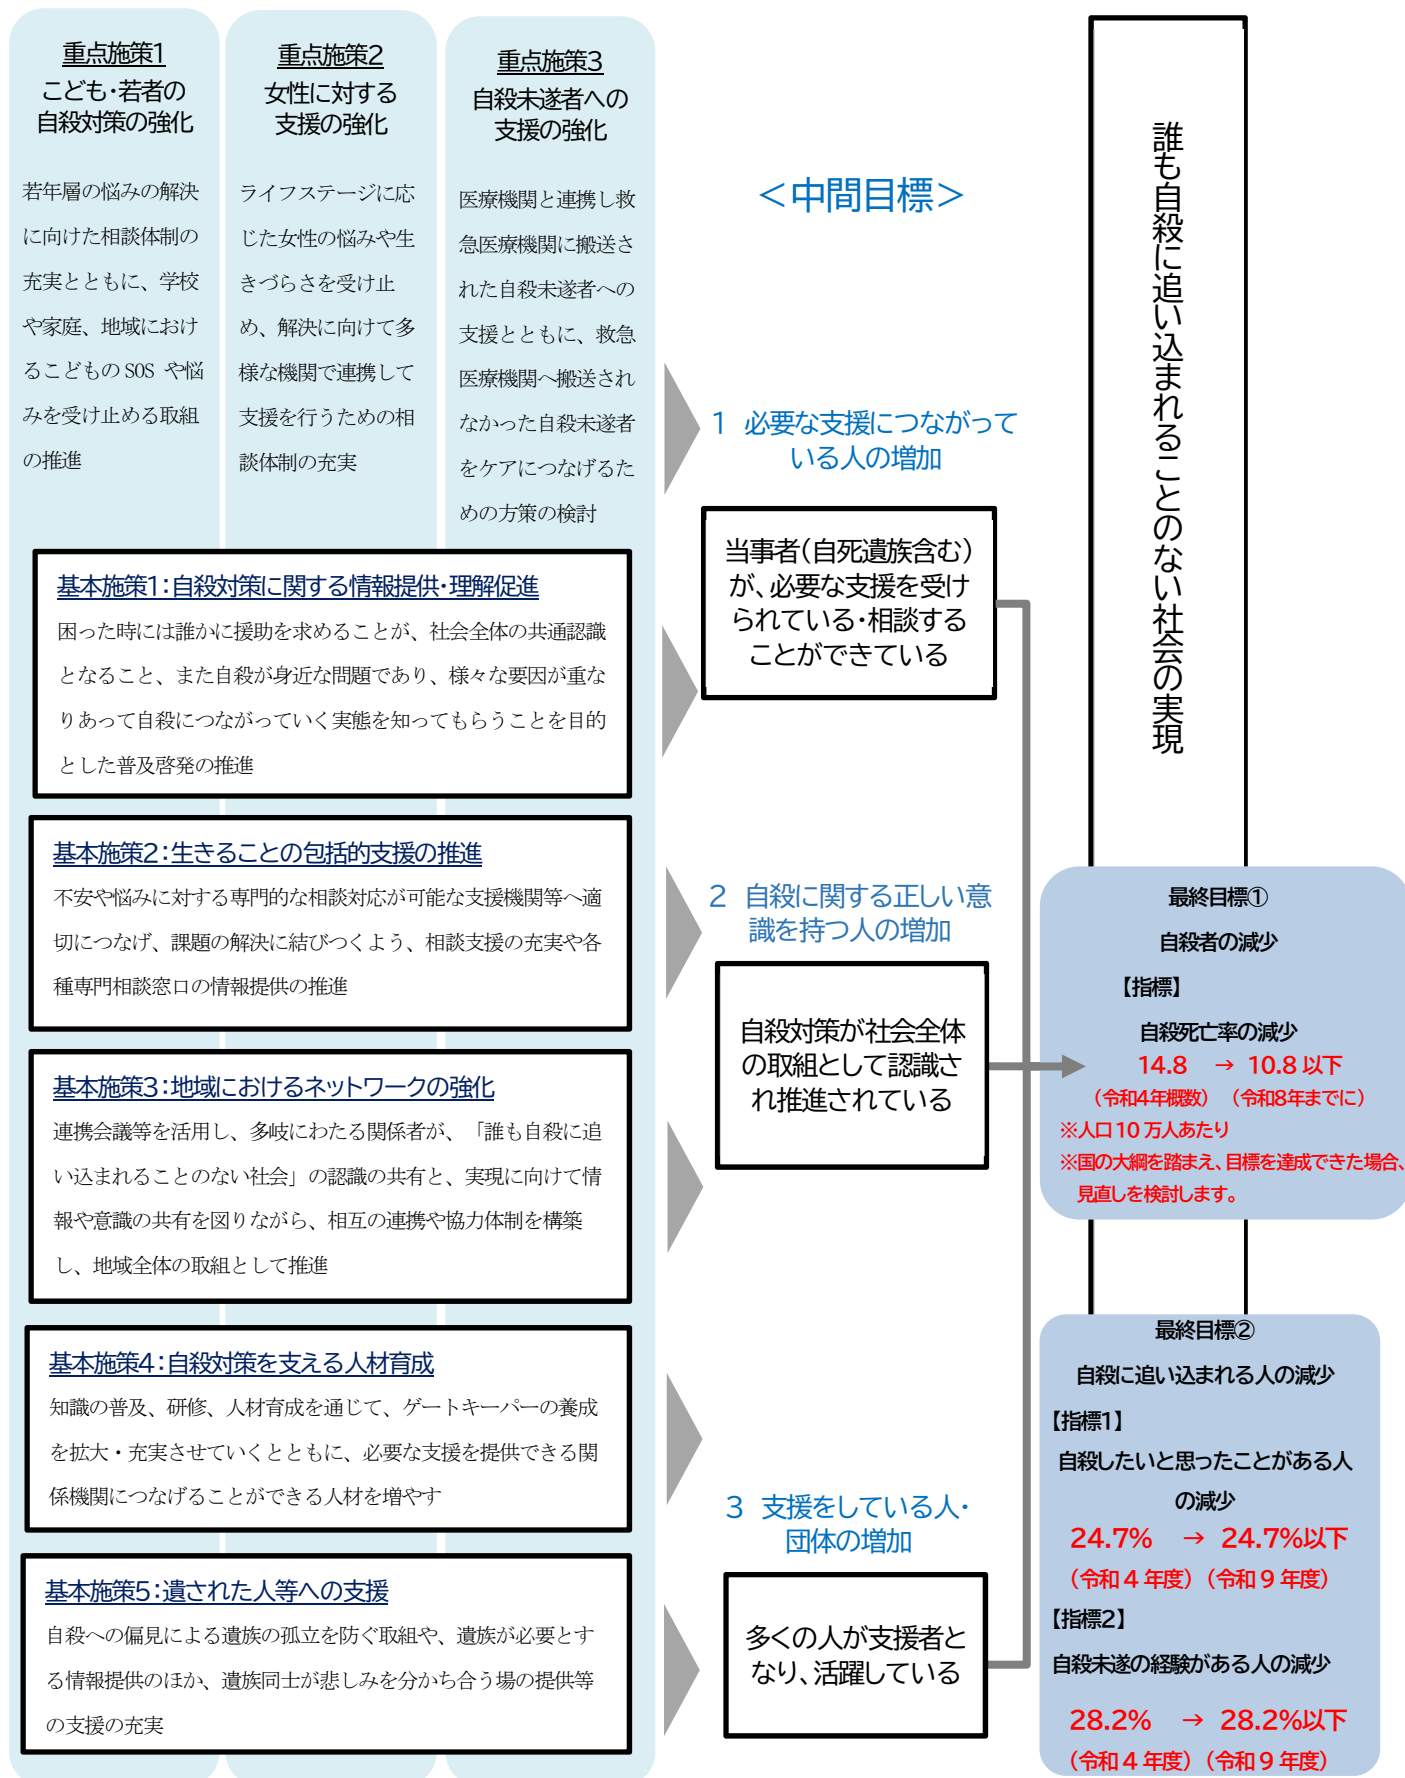 重点施策1
こども・若者の
自殺対策の強化
若年層の悩みの解決
に向けた相談体制の
充実とともに、学校
や家庭、地域におけ
るこどもの SOS や悩
みを受け止める取組
の推進
重点施策2
女性に対する
支援の強化
ライフステージに応
じた女性の悩みや生
きづらさを受け止
め、解決に向けて多
様な機関で連携して
支援を行うための相
談体制の充実
重点施策3
自殺未遂者への
支援の強化
医療機関と連携し救
急医療機関に搬送さ
れた自殺未遂者への
支援とともに、救急
医療機関へ搬送され
なかった自殺未遂者
をケアにつなげるた
めの方策の検討
基本施策1：自殺対策に関する情報提供・理解促進
困った時には誰かに援助を求めることが、社会全体の共通認識
となること、また自殺が身近な問題であり、様々な要因が重な
りあって自殺につながっていく実態を知ってもらうことを目的
とした普及啓発の推進
基本施策2：生きることの包括的支援の推進
不安や悩みに対する専門的な相談対応が可能な支援機関等へ適
切につなげ、課題の解決に結びつくよう、相談支援の充実や各
種専門相談窓口の情報提供の推進
基本施策3：地域におけるネットワークの強化
連携会議等を活用し、多岐にわたる関係者が、「誰も自殺に追
い込まれることのない社会」の認識の共有と、実現に向けて情
報や意識の共有を図りながら、相互の連携や協力体制を構築
し、地域全体の取組として推進
基本施策4：自殺対策を支える人材育成
知識の普及、研修、人材育成を通じて、ゲートキーパーの養成
を拡大・充実させていくとともに、必要な支援を提供できる関
係機関につなげることができる人材を増やす
基本施策5：遺された人等への支援
自殺への偏見による遺族の孤立を防ぐ取組や、遺族が必要とす
る情報提供のほか、遺族同士が悲しみを分かち合う場の提供等
の支援の充実
＜中間目標＞
1 必要な支援につながって
いる人の増加
当事者（自死遺族含む）
が、必要な支援を受け
られている・相談する
ことができている
2 自殺に関する正しい意
識を持つ人の増加
自殺対策が社会全体
の取組として認識さ
れ推進されている
3 支援をしている人・
団体の増加
多くの人が支援者と
なり、活躍している
誰も自殺に追い込まれることのない社会の実現
最終目標①
自殺者の減少
【指標】
自殺死亡率の減少
14.8 → 10.8 以下
（令和4年概数）（令和8年までに）
※人口 10 万人あたり
※国の大綱を踏まえ、目標を達成できた場合、
見直しを検討します。
最終目標②
自殺に追い込まれる人の減少
【指標1】
自殺したいと思ったことがある人
の減少
24.7% → 24.7%以下
（令和 4 年度）（令和 9 年度）
【指標2】
自殺未遂の経験がある人の減少
28.2% → 28.2%以下
（令和 4 年度）（令和 9 年度）